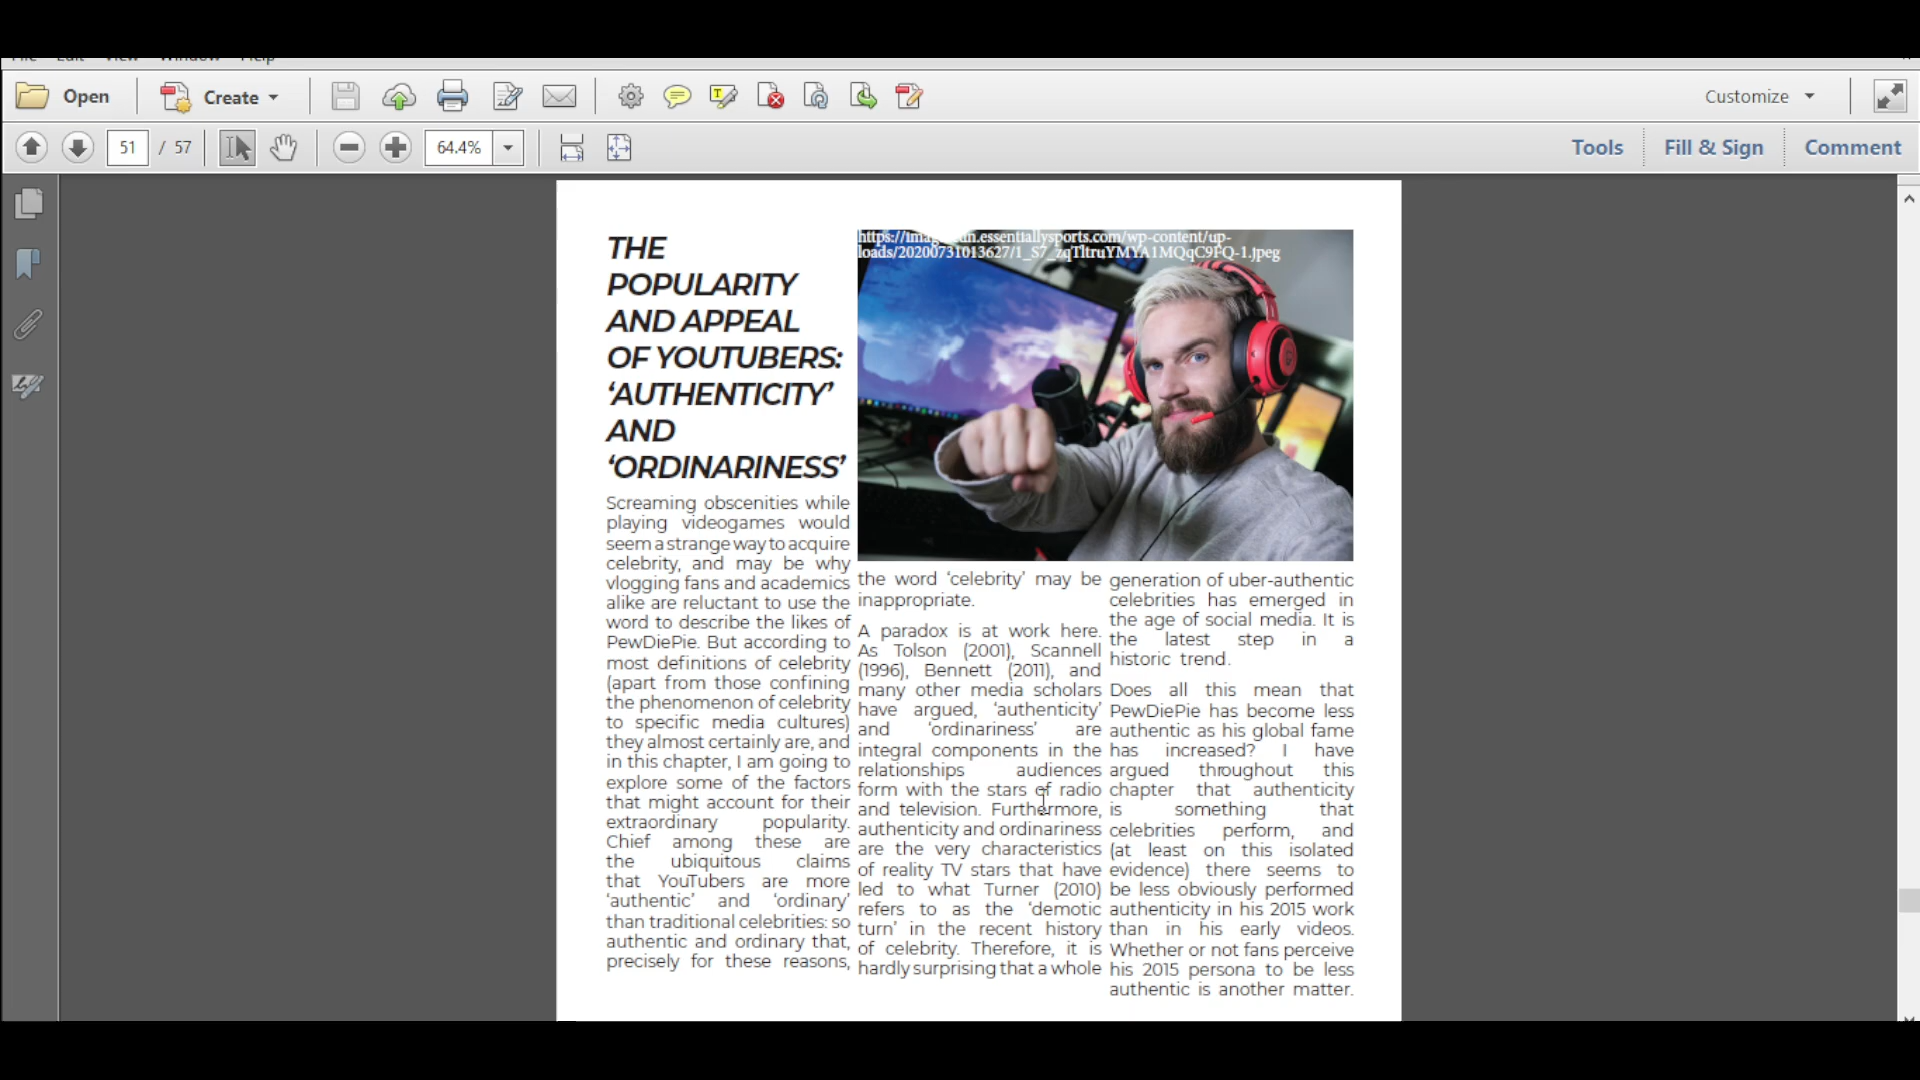 Open
Create
Customize
51 / 57
64.4%
Tools
Fill & Sign
Comment
THE
POPULARITY
AND APPEAL
OF YOUTUBERS:
‘AUTHENTICITY’
AND
‘ORDINARINESS’
Screaming obscenities while
playing videogames would
seem a strange way to acquire
celebrity, and may be why
vlogging fans and academics
alike are reluctant to use the
word to describe the likes of
PewDiePie. But according to
most definitions of celebrity
(apart from those confining
the phenomenon of celebrity
to specific media cultures)
they almost certainly are, and
in this chapter, I am going to
explore some of the factors
that might account for their
extraordinary popularity.
Chief among these are
the ubiquitous claims
that YouTubers are more
‘authentic’ and ‘ordinary’
than traditional celebrities: so
authentic and ordinary that,
precisely for these reasons,
the word ‘celebrity’ may be
inappropriate.
A paradox is at work here.
As Tolson (2001), Scannell
(1996), Bennett (2011), and
many other media scholars
have argued, ‘authenticity’
and ‘ordinariness’ are
integral components in the
relationships audiences
form with the stars of radio
and television. Furthermore,
authenticity and ordinariness
are the very characteristics
of reality TV stars that have
led to what Turner (2010)
refers to as the ‘demotic
turn’ in the recent history
of celebrity. Therefore, it is
hardly surprising that a whole
generation of uber-authentic
celebrities has emerged in
the age of social media. It is
the latest step in a
historic trend.
Does all this mean that
PewDiePie has become less
authentic as his global fame
has increased? I have
argued throughout this
chapter that authenticity
is something that
celebrities perform, and
(at least on this isolated
evidence) there seems to
be less obviously performed
authenticity in his 2015 work
than in his early videos.
Whether or not fans perceive
his 2015 persona to be less
authentic is another matter.